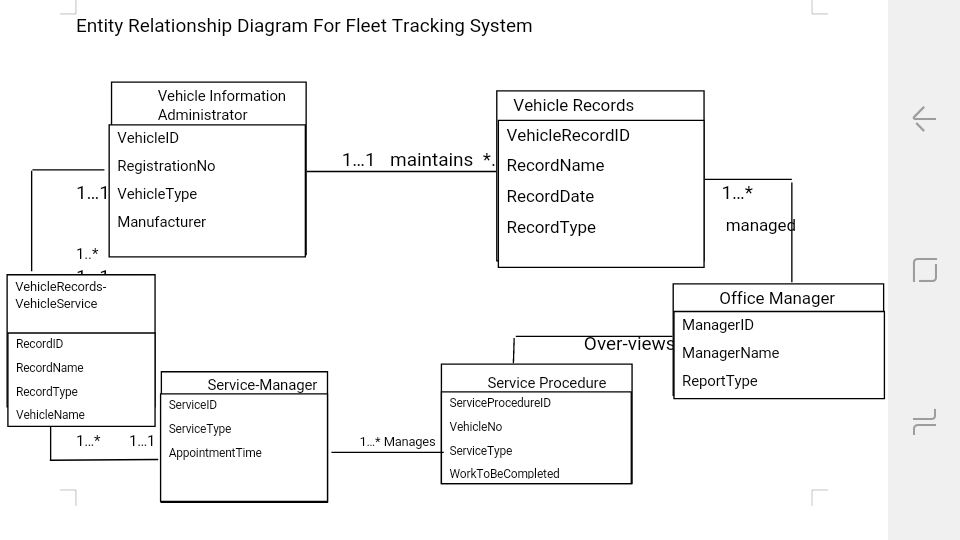 Entity Relationship Diagram For Fleet Tracking System
Vehicle Information
Administrator
VehicleID
RegistrationNo
VehicleType
Manufacturer
1...1 maintains *.
Vehicle Records
VehicleRecordID
RecordName
RecordDate
RecordType
1...1
1..*
1...*
managed
VehicleRecords-
VehicleService
RecordID
RecordName
RecordType
VehicleName
Office Manager
ManagerID
ManagerName
ReportType
Over-views
Service-Manager
ServiceID
ServiceType
AppointmentTime
Service Procedure
ServiceProcedureID
VehicleNo
ServiceType
WorkToBeCompleted
1...* 1...1
1...* Manages